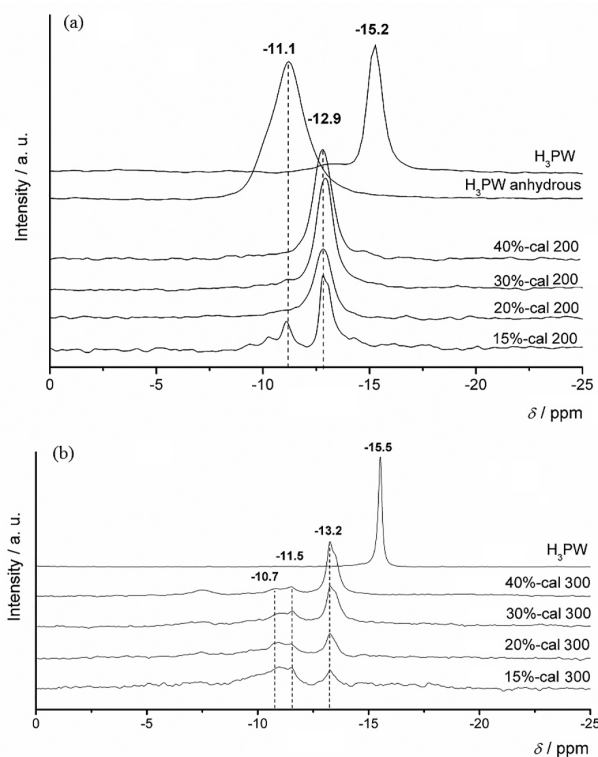 (a)
-15.2
-11.1
-12.9
H₃PW
H₃PW anhydrous
40%-cal 200
30%-cal 200
20%-cal 200
15%-cal 200
Intensity / a. u.
0 -5 -10 -15 -20 -25
δ / ppm
(b)
-15.5
-13.2
-11.5
-10.7
H₃PW
40%-cal 300
30%-cal 300
20%-cal 300
15%-cal 300
Intensity / a. u.
0 -5 -10 -15 -20 -25
δ / ppm